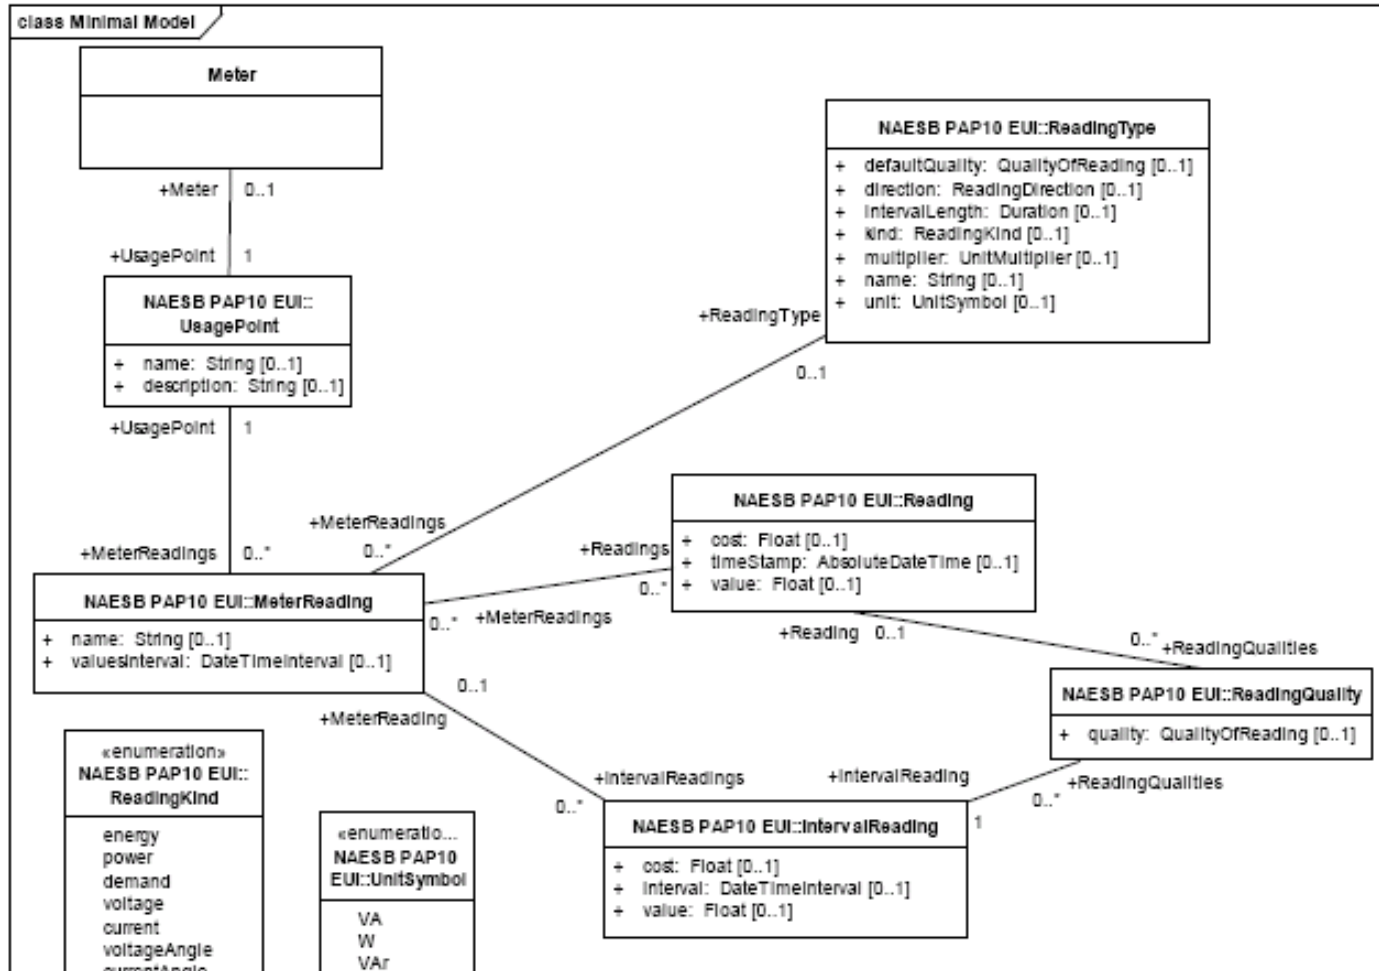 class Minimal Model
Meter
+Meter 0..1
+UsagePoint 1
NAESB PAP10 EUI::
UsagePoint
+ name: String [0..1]
+ description: String [0..1]
+UsagePoint 1
+MeterReadings 0..*
NAESB PAP10 EUI::ReadingType
+ defaultQuality: QualityOfReading [0..1]
+ direction: ReadingDirection [0..1]
+ intervalLength: Duration [0..1]
+ kind: ReadingKind [0..1]
+ multiplier: UnitMultiplier [0..1]
+ name: String [0..1]
+ unit: UnitSymbol [0..1]
+ReadingType
0..1
+MeterReadings
0..*
NAESB PAP10 EUI::MeterReading
+ name: String [0..1]
+ valuesInterval: DateTimeInterval [0..1]
+Readings
0..*
0..* +MeterReadings
NAESB PAP10 EUI::Reading
+ cost: Float [0..1]
+ timeStamp: AbsoluteDateTime [0..1]
+ value: Float [0..1]
+Reading 0..1
0..* +ReadingQualities
NAESB PAP10 EUI::ReadingQuality
+ quality: QualityOfReading [0..1]
0..1
+MeterReading
+IntervalReadings
0..*
+IntervalReading
1
+ReadingQualities
0..*
NAESB PAP10 EUI::IntervalReading
+ cost: Float [0..1]
+ interval: DateTimeInterval [0..1]
+ value: Float [0..1]
«enumeration»
NAESB PAP10 EUI::
ReadingKind
energy
power
demand
voltage
current
voltageAngle
currentAngle
«enumeratio...
NAESB PAP10
EUI::UnitSymbol
VA
W
VAr